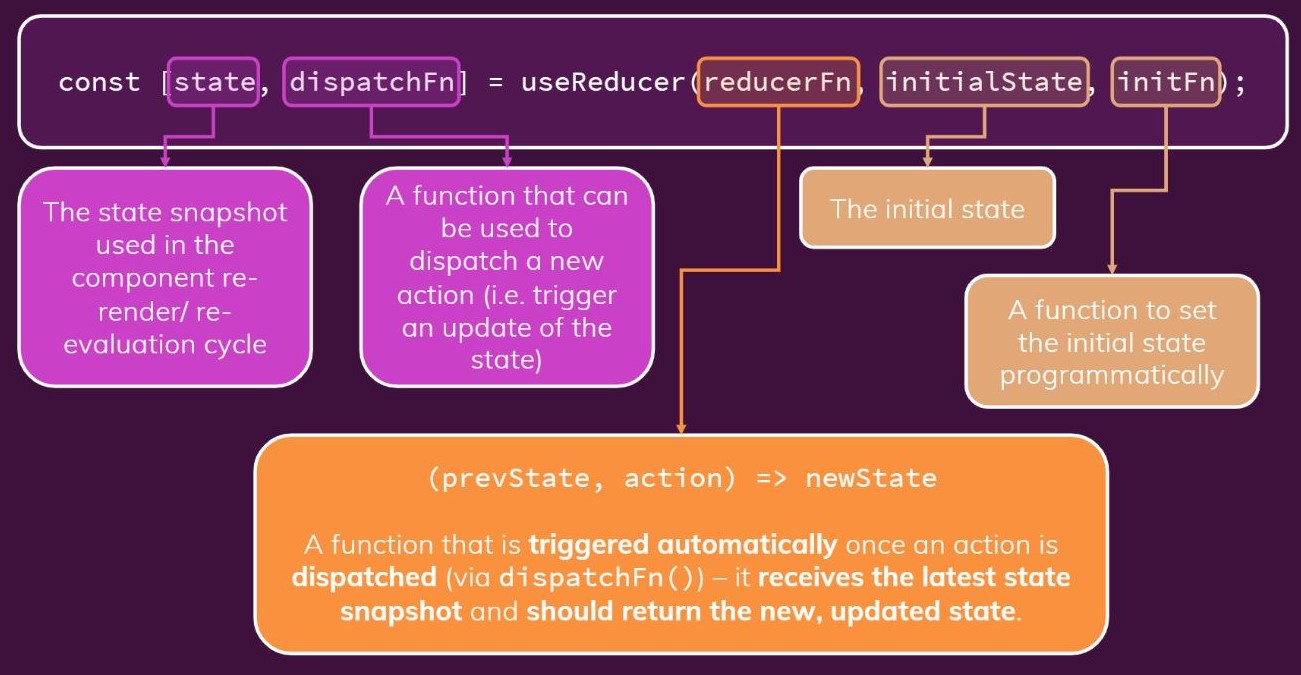 const [state, dispatchFn] = useReducer(reducerFn, initialState, initFn);
The state snapshot
used in the
component re-
render/ re-
evaluation cycle
A function that can
be used to
dispatch a new
action (i.e. trigger
an update of the
state)
The initial state
A function to set
the initial state
programmatically
(prevState, action) => newState
A function that is triggered automatically once an action is
dispatched (via dispatchFn()) – it receives the latest state
snapshot and should return the new, updated state.